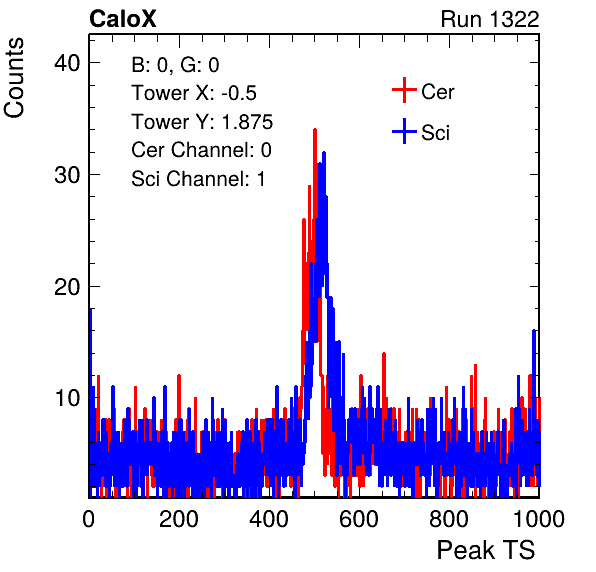 CaloX Run 1322
Counts
40
30
20
10
B: 0, G: 0
Tower X: -0.5
Tower Y: 1.875
Cer Channel: 0
Sci Channel: 1
Cer
Sci
0 200 400 600 800 1000
Peak TS